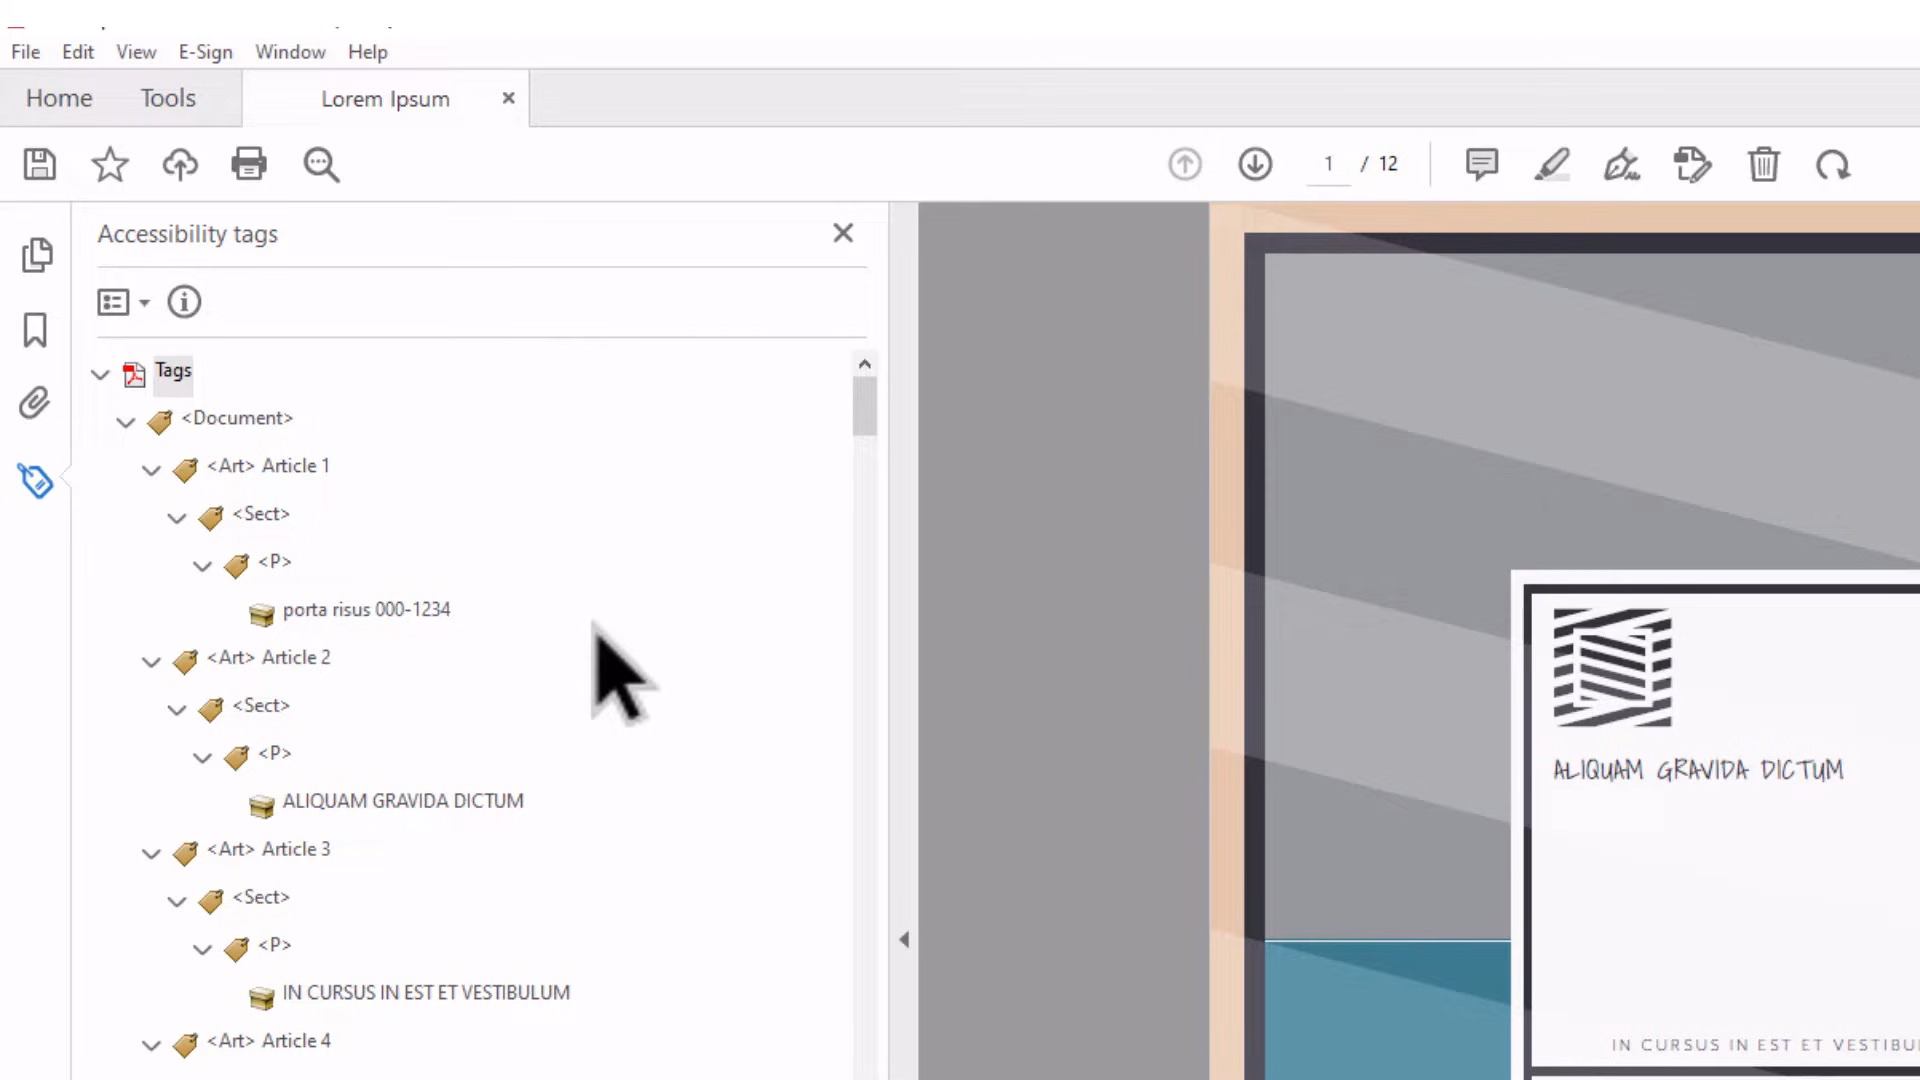 File Edit View E-Sign Window Help
Home Tools Lorem Ipsum
1 / 12
Accessibility tags
Tags
<Document>
<Art> Article 1
<Sect>
<P>
porta risus 000-1234
<Art> Article 2
<Sect>
<P>
ALIQUAM GRAVIDA DICTUM
<Art> Article 3
<Sect>
<P>
IN CURSUS IN EST ET VESTIBULUM
<Art> Article 4
ALIQUAM GRAVIDA DICTUM
IN CURSUS IN EST ET